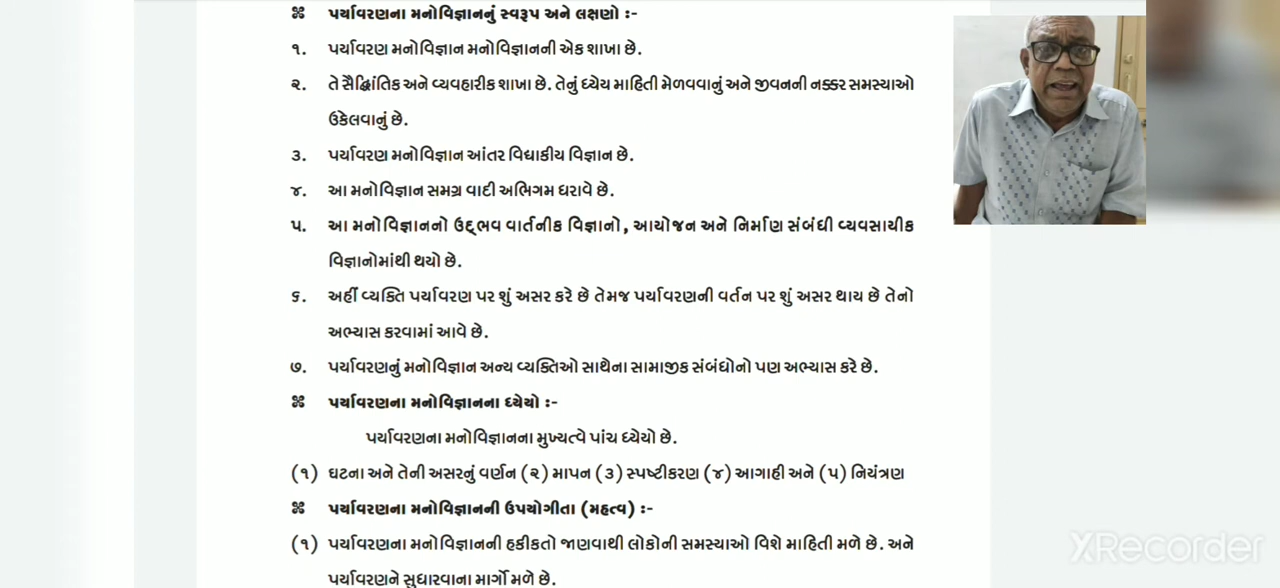 ⌘ પર્યાવરણના મનોવિજ્ઞાનનું સ્વરૂપ અને લક્ષણો :-
૧. પર્યાવરણ મનોવિજ્ઞાન મનોવિજ્ઞાનની એક શાખા છે.
૨. તે સૈદ્ધાંતિક અને વ્યવહારીક શાખા છે. તેનું ધ્યેય માહિતી મેળવવાનું અને જીવનની નક્કર સમસ્યાઓ
ઉકેલવાનું છે.
૩. પર્યાવરણ મનોવિજ્ઞાન આંતર વિદ્યાકીય વિજ્ઞાન છે.
૪. આ મનોવિજ્ઞાન સમગ્ર વાદી અભિગમ ધરાવે છે.
૫. આ મનોવિજ્ઞાનનો ઉદ્ભવ વાર્તનીક વિજ્ઞાનો, આયોજન અને નિર્માણ સંબંધી વ્યવસાયીક
વિજ્ઞાનોમાંથી થયો છે.
૬. અહીં વ્યક્તિ પર્યાવરણ પર શું અસર કરે છે તેમજ પર્યાવરણની વર્તન પર શું અસર થાય છે તેનો
અભ્યાસ કરવામાં આવે છે.
૭. પર્યાવરણનું મનોવિજ્ઞાન અન્ય વ્યક્તિઓ સાથેના સામાજીક સંબંધોનો પણ અભ્યાસ કરે છે.
⌘ પર્યાવરણના મનોવિજ્ઞાનના ધ્યેયો :-
પર્યાવરણના મનોવિજ્ઞાનના મુખ્યત્વે પાંચ ધ્યેયો છે.
(૧) ઘટના અને તેની અસરનું વર્ણન (૨) માપન (૩) સ્પષ્ટીકરણ (૪) આગાહી અને (૫) નિયંત્રણ
⌘ પર્યાવરણના મનોવિજ્ઞાનની ઉપયોગીતા (મહત્વ) :-
(૧) પર્યાવરણના મનોવિજ્ઞાનની હકીકતો જાણવાથી લોકોની સમસ્યાઓ વિશે માહિતી મળે છે. અને
પર્યાવરણને સુધારવાના માર્ગો મળે છે.
XRecorder